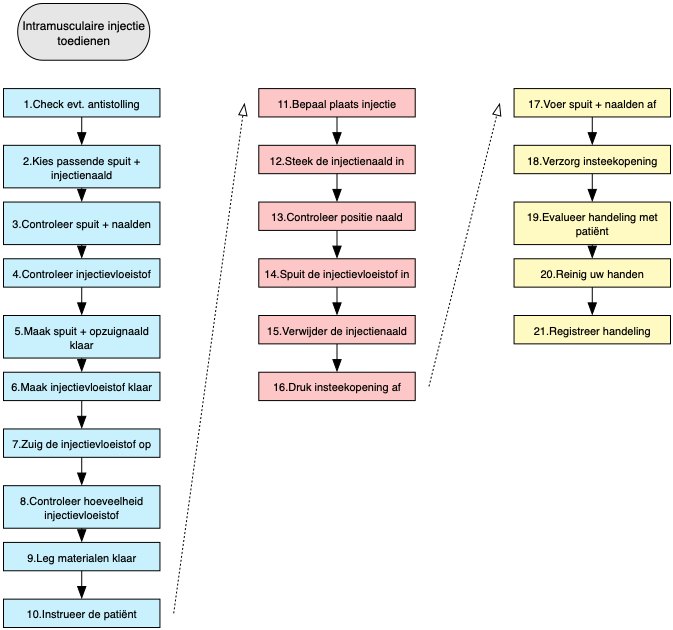 Intramusculaire injectie
toedienen
1.Check evt. antistolling
2.Kies passende spuit +
injectienaald
3.Controleer spuit + naalden
4.Controleer injectievloeistof
5.Maak spuit + opzuignaald
klaar
6.Maak injectievloeistof klaar
7.Zuig de injectievloeistof op
8.Controleer hoeveelheid
injectievloeistof
9.Leg materialen klaar
10.Instrueer de patiënt
11.Bepaal plaats injectie
12.Steek de injectienaald in
13.Controleer positie naald
14.Spuit de injectievloeistof in
15.Verwijder de injectienaald
16.Druk insteekopening af
17.Voer spuit + naalden af
18.Verzorg insteekopening
19.Evalueer handeling met
patiënt
20.Reinig uw handen
21.Registreer handeling